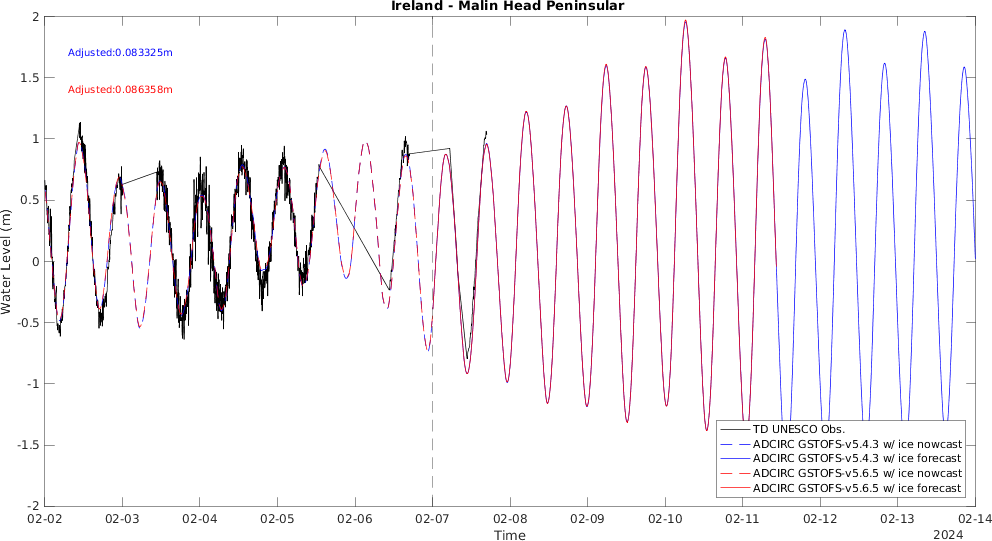 Ireland - Malin Head Peninsular
Adjusted:0.083325m
Adjusted:0.086358m
Water Level (m)
2
1.5
1
0.5
0
-0.5
-1
-1.5
-2
TD UNESCO Obs.
ADCIRC GSTOFS-v5.4.3 w/ ice nowcast
ADCIRC GSTOFS-v5.4.3 w/ ice forecast
ADCIRC GSTOFS-v5.6.5 w/ ice nowcast
ADCIRC GSTOFS-v5.6.5 w/ ice forecast
02-02 02-03 02-04 02-05 02-06 02-07 02-08 02-09 02-10 02-11 02-12 02-13 02-14
Time
2024